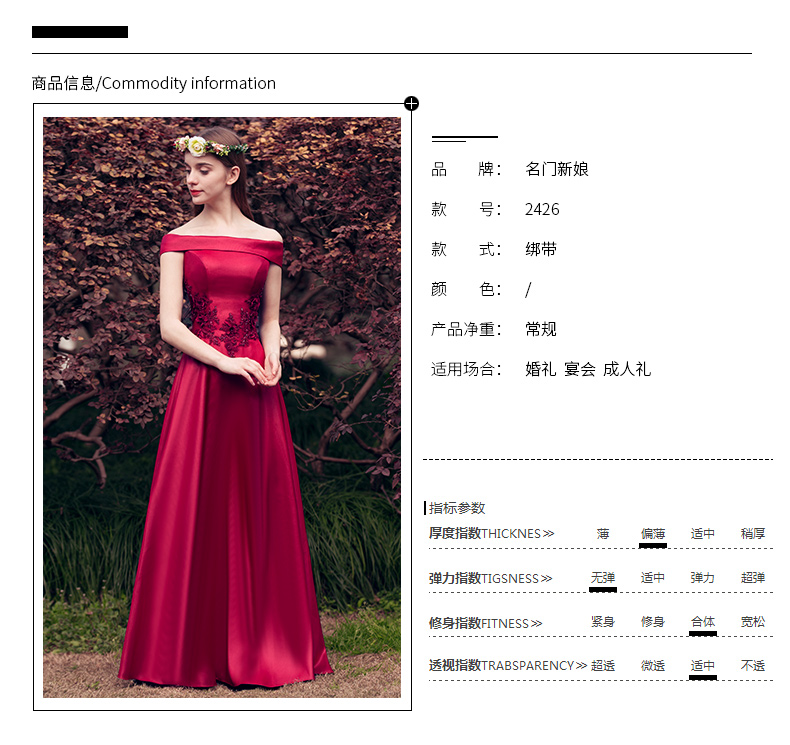 商品信息/Commodity information
品 牌： 名门新娘
款 号： 2426
款 式： 绑带
颜 色： /
产品净重： 常规
适用场合： 婚礼 宴会 成人礼
指标参数
厚度指数THICKNES≫ 薄 偏薄 适中 稍厚
弹力指数TIGSNESS≫ 无弹 适中 弹力 超弹
修身指数FITNESS≫ 紧身 修身 合体 宽松
透视指数TRABSPARENCY≫ 超透 微透 适中 不透